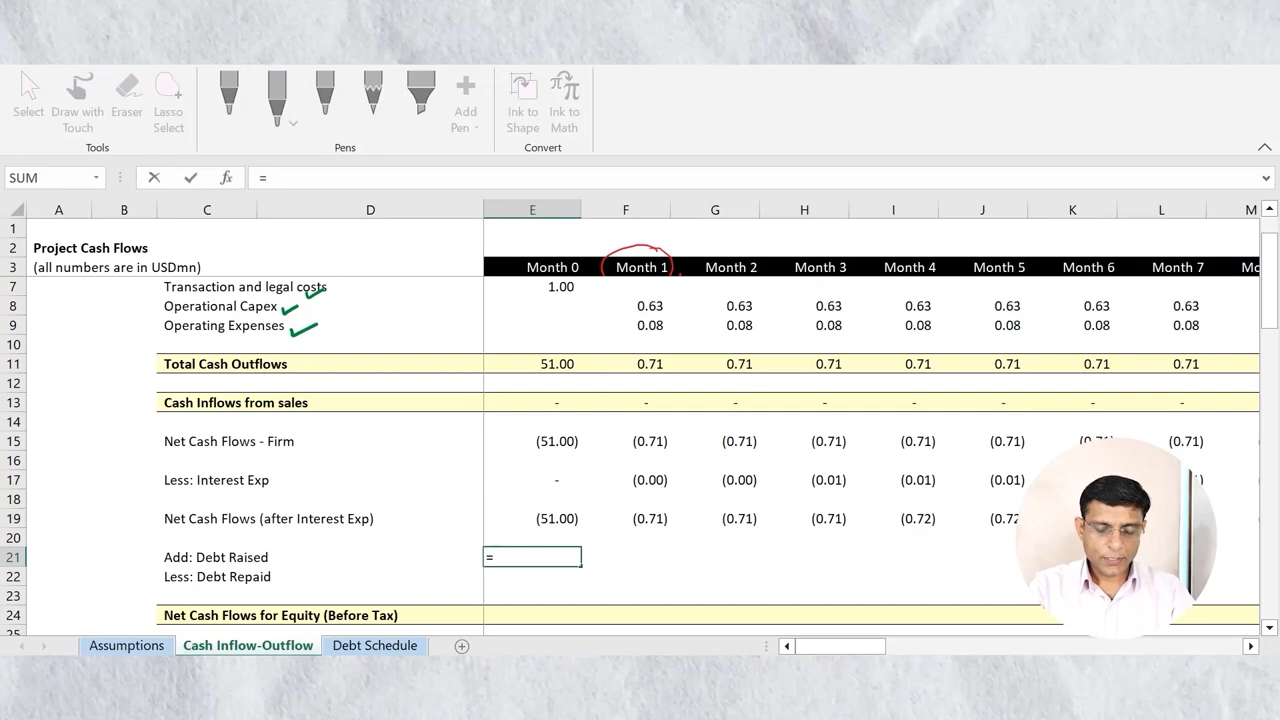 Select Draw with Touch Eraser Lasso Select Add Pen Ink to Shape Ink to Math
Tools Pens Convert
SUM fx =
A B C D E F G H I J K L M
1
2 Project Cash Flows
3 (all numbers are in USDmn) Month 0 Month 1 Month 2 Month 3 Month 4 Month 5 Month 6 Month 7
7 Transaction and legal costs 1.00
8 Operational Capex 0.63 0.63 0.63 0.63 0.63 0.63 0.63
9 Operating Expenses 0.08 0.08 0.08 0.08 0.08 0.08 0.08
10
11 Total Cash Outflows 51.00 0.71 0.71 0.71 0.71 0.71 0.71 0.71
12
13 Cash Inflows from sales - - - - - - - -
14
15 Net Cash Flows - Firm (51.00) (0.71) (0.71) (0.71) (0.71) (0.71) (0.71)
16
17 Less: Interest Exp - (0.00) (0.00) (0.01) (0.01) (0.01)
18
19 Net Cash Flows (after Interest Exp) (51.00) (0.71) (0.71) (0.71) (0.72)
20
21 Add: Debt Raised =
22 Less: Debt Repaid
23
24 Net Cash Flows for Equity (Before Tax)
Assumptions Cash Inflow-Outflow Debt Schedule